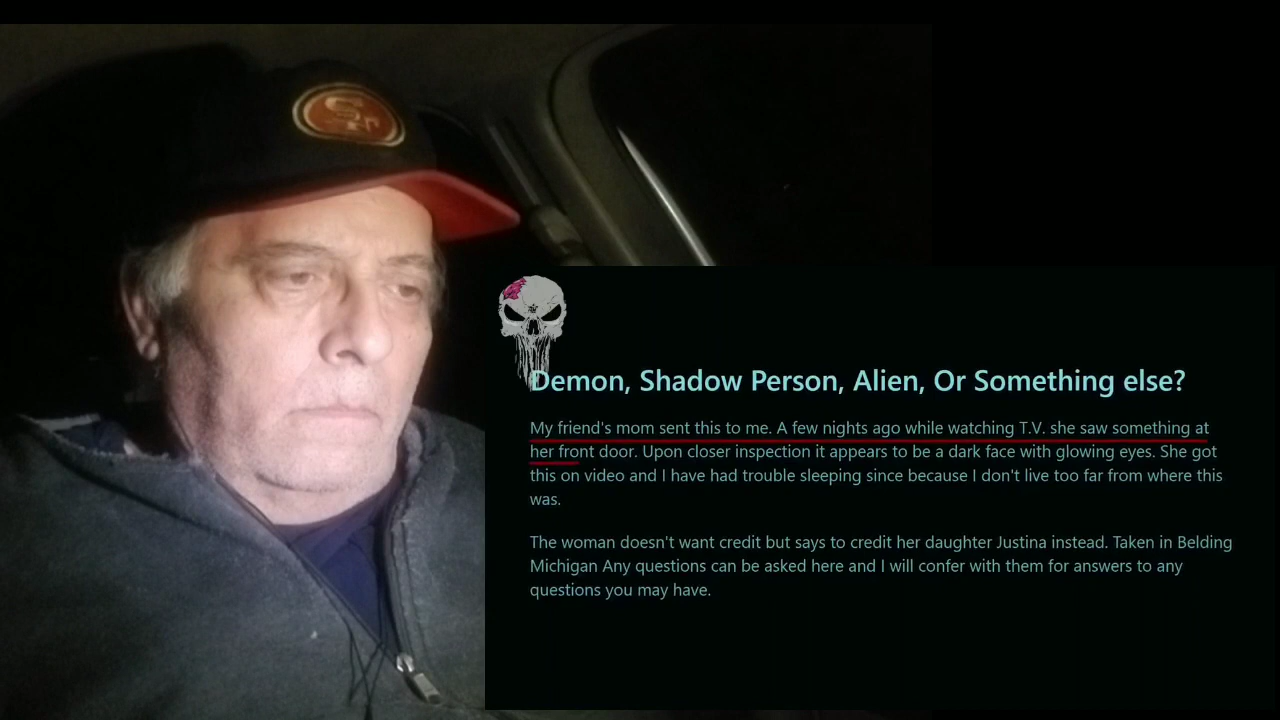 SF
Demon, Shadow Person, Alien, Or Something else?
My friend's mom sent this to me. A few nights ago while watching T.V. she saw something at
her front door. Upon closer inspection it appears to be a dark face with glowing eyes. She got
this on video and I have had trouble sleeping since because I don't live too far from where this
was.
The woman doesn't want credit but says to credit her daughter Justina instead. Taken in Belding
Michigan Any questions can be asked here and I will confer with them for answers to any
questions you may have.